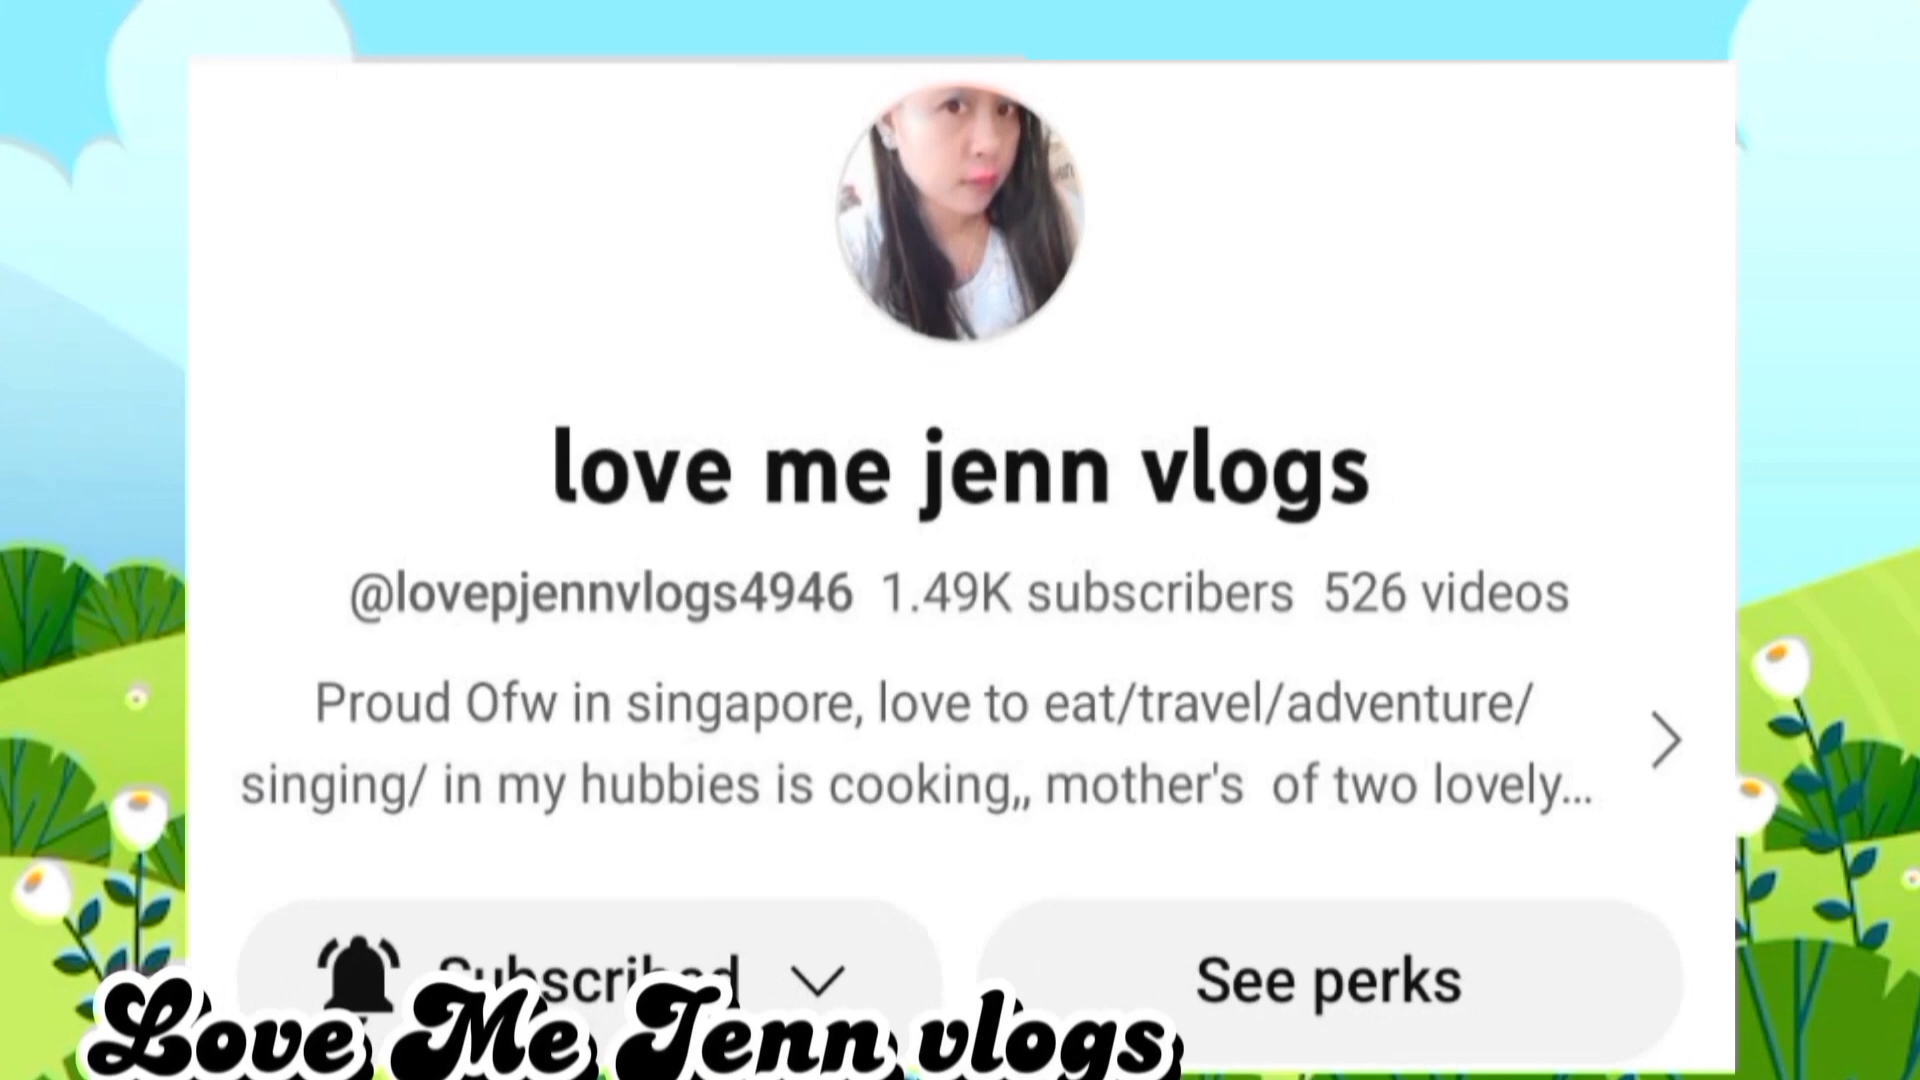 love me jenn vlogs
@lovepjennvlogs4946 1.49K subscribers 526 videos
Proud Ofw in singapore, love to eat/travel/adventure/
singing/ in my hubbies is cooking,, mother's of two lovely...
Subscribed
See perks
Love Me Jenn vlogs